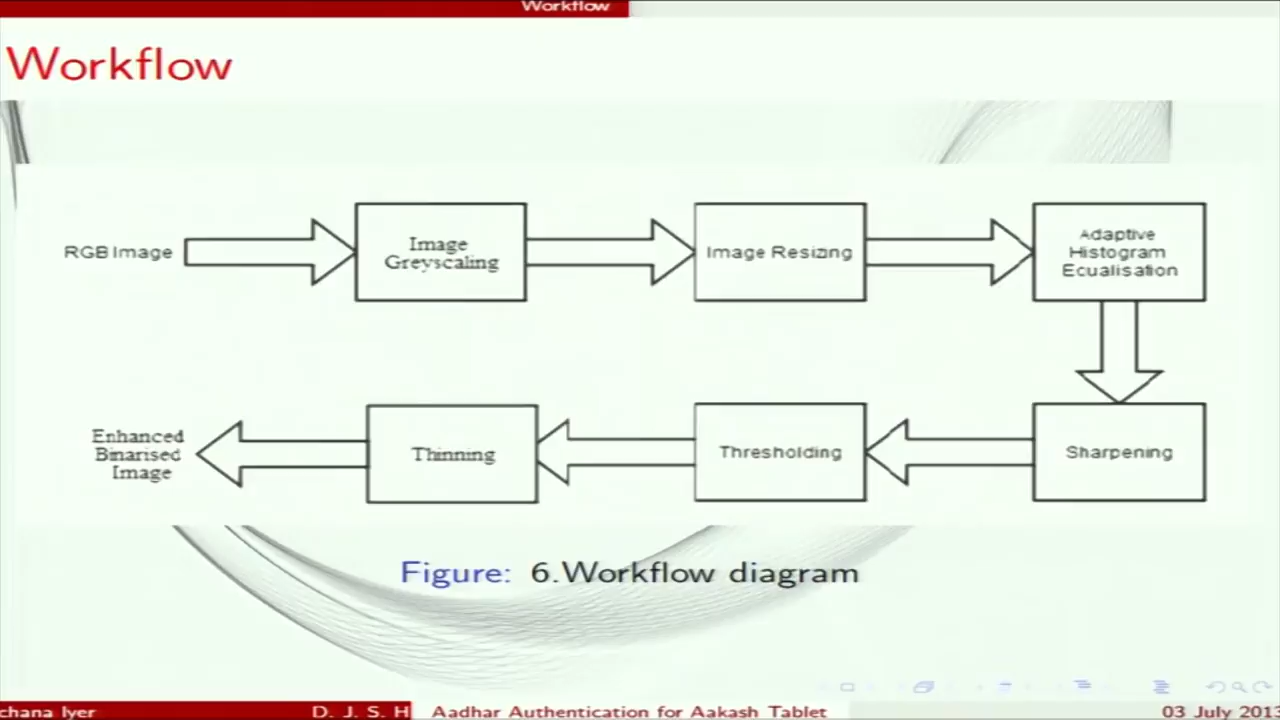 Workflow
Workflow
RGB Image
Image
Greyscaling
Image Resizing
Adaptive
Histogram
Ecualisation
Enhanced
Binarised
Image
Thinning
Thresholding
Sharpening
Figure: 6.Workflow diagram
chana Iyer D. J. S. H Aadhar Authentication for Aakash Tablet 03 July 2013